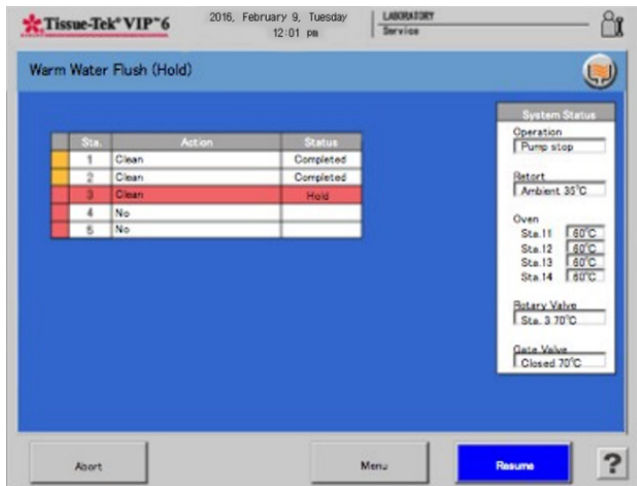 Tissue-Tek® VIP™6
2016, February 9, Tuesday
12:01 pm
LABORATORY
Service
Warm Water Flush (Hold)
Sta. Action Status
1 Clean Completed
2 Clean Completed
3 Clean Hold
4 No
5 No
System Status
Operation
Pump stop
Retort
Ambient 35°C
Oven
Sta.11 60°C
Sta.12 60°C
Sta.13 60°C
Sta.14 60°C
Rotary Valve
Sta. 3 70°C
Gate Valve
Closed 70°C
Abort
Menu
Resume
?